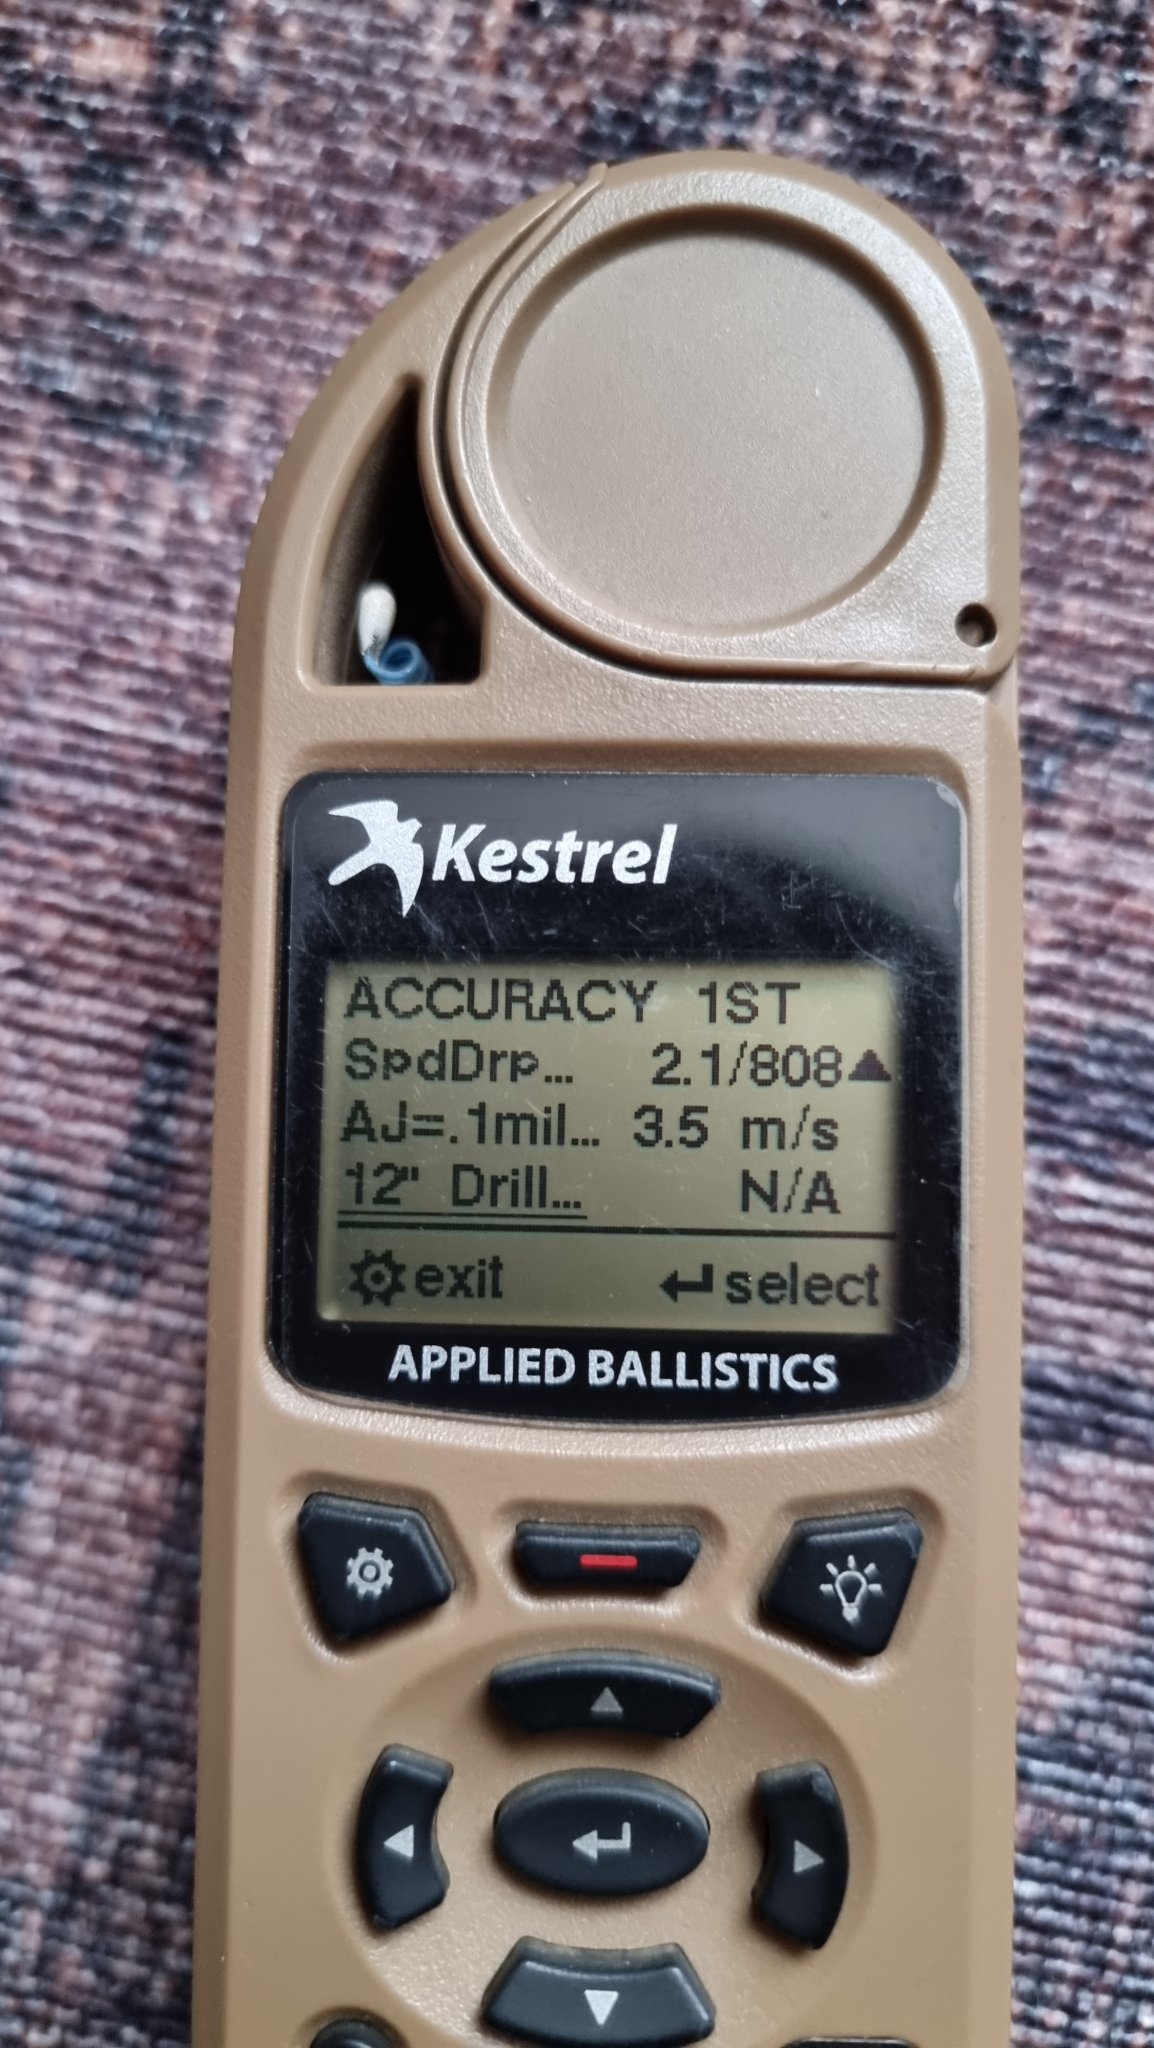 Kestrel
ACCURACY 1ST
SpdDrp... 2.1/808▲
AJ=.1mil... 3.5 m/s
12" Drill... N/A
exit ↵select
APPLIED BALLISTICS